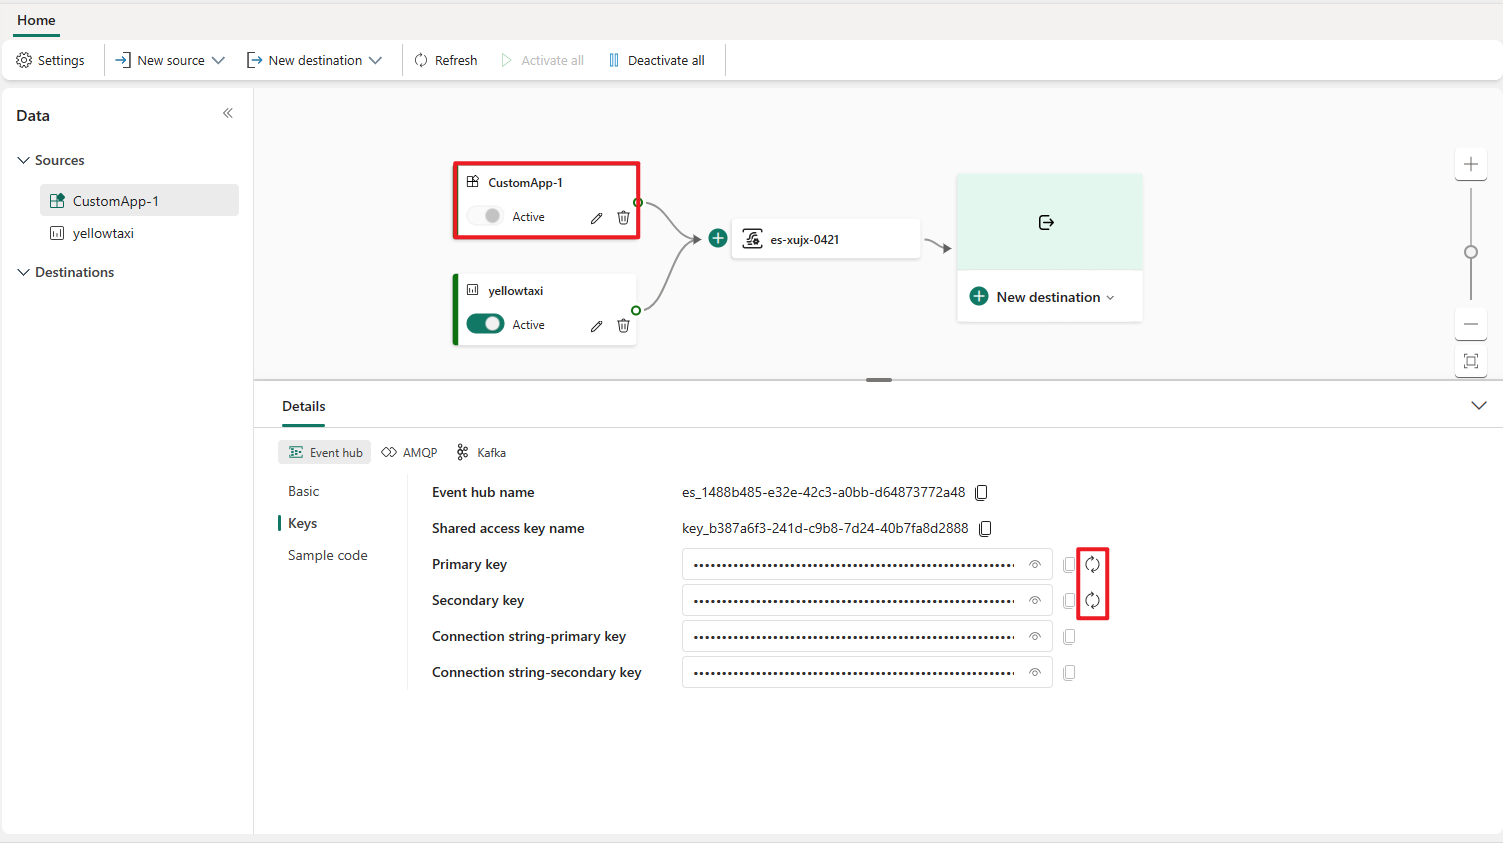 Home
Settings
New source
New destination
Refresh
Activate all
Deactivate all
Data
Sources
CustomApp-1
yellowtaxi
Destinations
CustomApp-1
Active
yellowtaxi
Active
es-xujx-0421
New destination
Details
Event hub
AMQP
Kafka
Basic
Keys
Sample code
Event hub name
es_1488b485-e32e-42c3-a0bb-d64873772a48
Shared access key name
key_b387a6f3-241d-c9b8-7d24-40b7fa8d2888
Primary key
Secondary key
Connection string-primary key
Connection string-secondary key